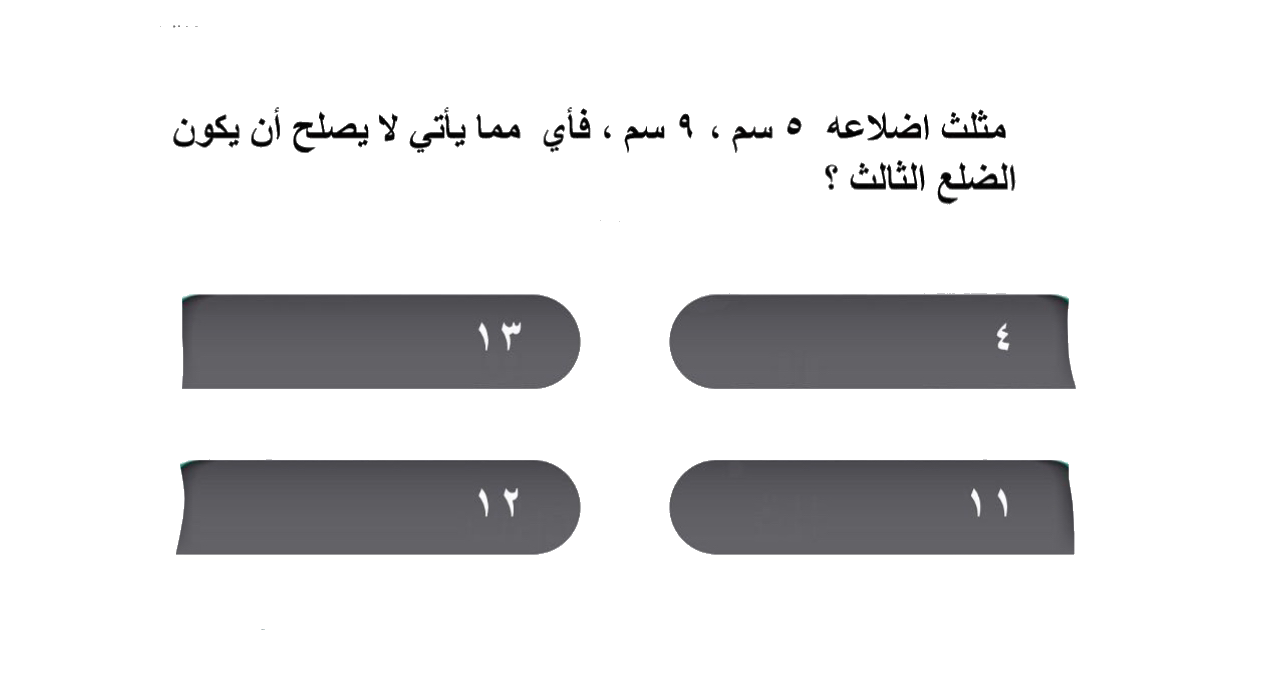 مثلث اضلاعه ٥ سم ، ٩ سم ، فأي مما يأتي لا يصلح أن يكون
الضلع الثالث ؟
٤
١٣
١١
١٢